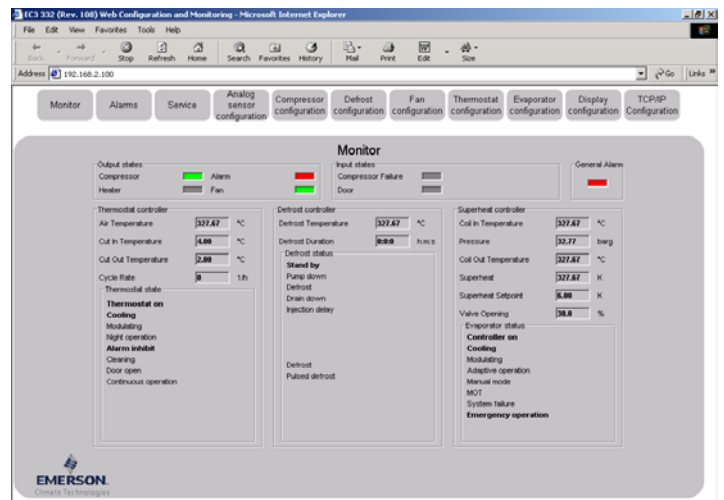 EC3 332 (Rev. 100) Web Configuration and Monitoring - Microsoft Internet Explorer
File Edit View Favorites Tools Help
Back Forward Stop Refresh Home Search Favorites History Mail Print Edit Size
Address 192.168.2.100 Go Links »
Monitor
Alarms
Service
Analog sensor configuration
Compressor configuration
Defrost configuration
Fan configuration
Thermostat configuration
Evaporator configuration
Display configuration
TCP/IP Configuration
Monitor
Output states
Compressor Alarm
Heater Fan
Input states
Compressor Failure
Door
General Alarm
Thermostat controller
Air Temperature 327.67 °C
Cut In Temperature 4.00 °C
Cut Out Temperature 2.00 °C
Cycle Rate 0 1/h
Thermostat state
Thermostat on
Cooling
Modulating
Night operation
Alarm inhibit
Cleaning
Door open
Continuous operation
Defrost controller
Defrost Temperature 327.67 °C
Defrost Duration 0:0:0 h:m:s
Defrost status
Stand by
Pump down
Defrost
Drain down
Injection delay
Defrost
Pulsed defrost
Superheat controller
Coil In Temperature 327.67 °C
Pressure 32.77 barg
Coil Out Temperature 327.67 °C
Superheat 327.67 K
Superheat Setpoint 6.00 K
Valve Opening 30.0 %
Evaporator status
Controller on
Cooling
Modulating
Adaptive operation
Manual mode
MOT
System failure
Emergency operation
EMERSON.
Climate Technologies